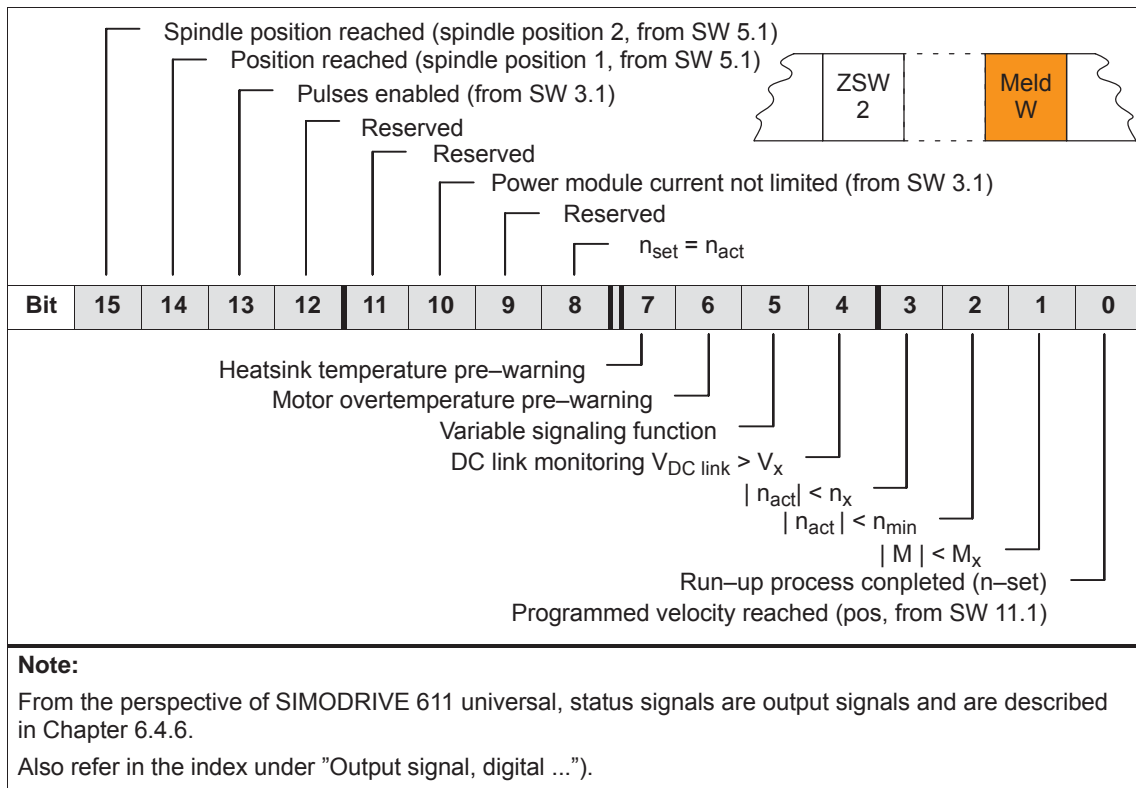 Spindle position reached (spindle position 2, from SW 5.1)
Position reached (spindle position 1, from SW 5.1)
Pulses enabled (from SW 3.1)
ZSW
2
Meld
W
Reserved
Reserved
Power module current not limited (from SW 3.1)
Reserved
nset = nact
Bit 15 14 13 12 11 10 9 8 7 6 5 4 3 2 1 0
Heatsink temperature pre–warning
Motor overtemperature pre–warning
Variable signaling function
DC link monitoring VDC link > Vx
| nact| < nx
| nact | < nmin
| M | < Mx
Run–up process conpleted (n–set)
Programmed velocity reached (pos, from SW 11.1)
Note:
From the perspective of SIMODRIVE 611 universal, status signals are output signals and are described
in Chapter 6.4.6.
Also refer in the index under ”Output signal, digital ...”).